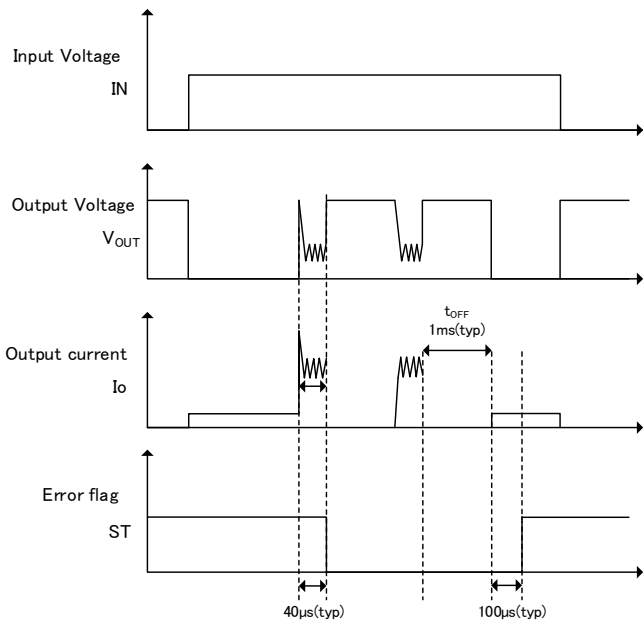 Input Voltage
IN
Output Voltage
VOUT
tOFF
1ms(typ)
Output current
Io
Error flag
ST
40μs(typ)
100μs(typ)